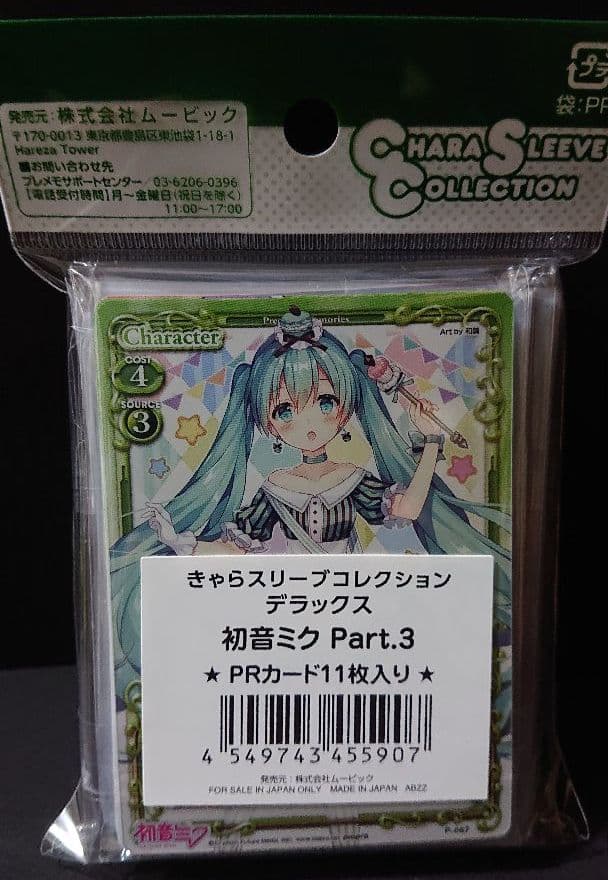 プラ
袋:PP
発売元:株式会社ムービック
〒170-0013 東京都豊島区東池袋1-18-1
Hareza Tower
■お問い合わせ先
プレメモサポートセンター/03-6206-0396
【電話受付時間】月～金曜日(祝日を除く)
11:00～17:00
CHARA SLEEVE
COLLECTION
Character
Art by 和錆
COST
4
SOURCE
3
きゃらスリーブコレクション
デラックス
初音ミク Part.3
★ PRカード11枚入り ★
4 549743 455907
発売元:株式会社ムービック
FOR SALE IN JAPAN ONLY MADE IN JAPAN ABZZ
初音ミク
P-067